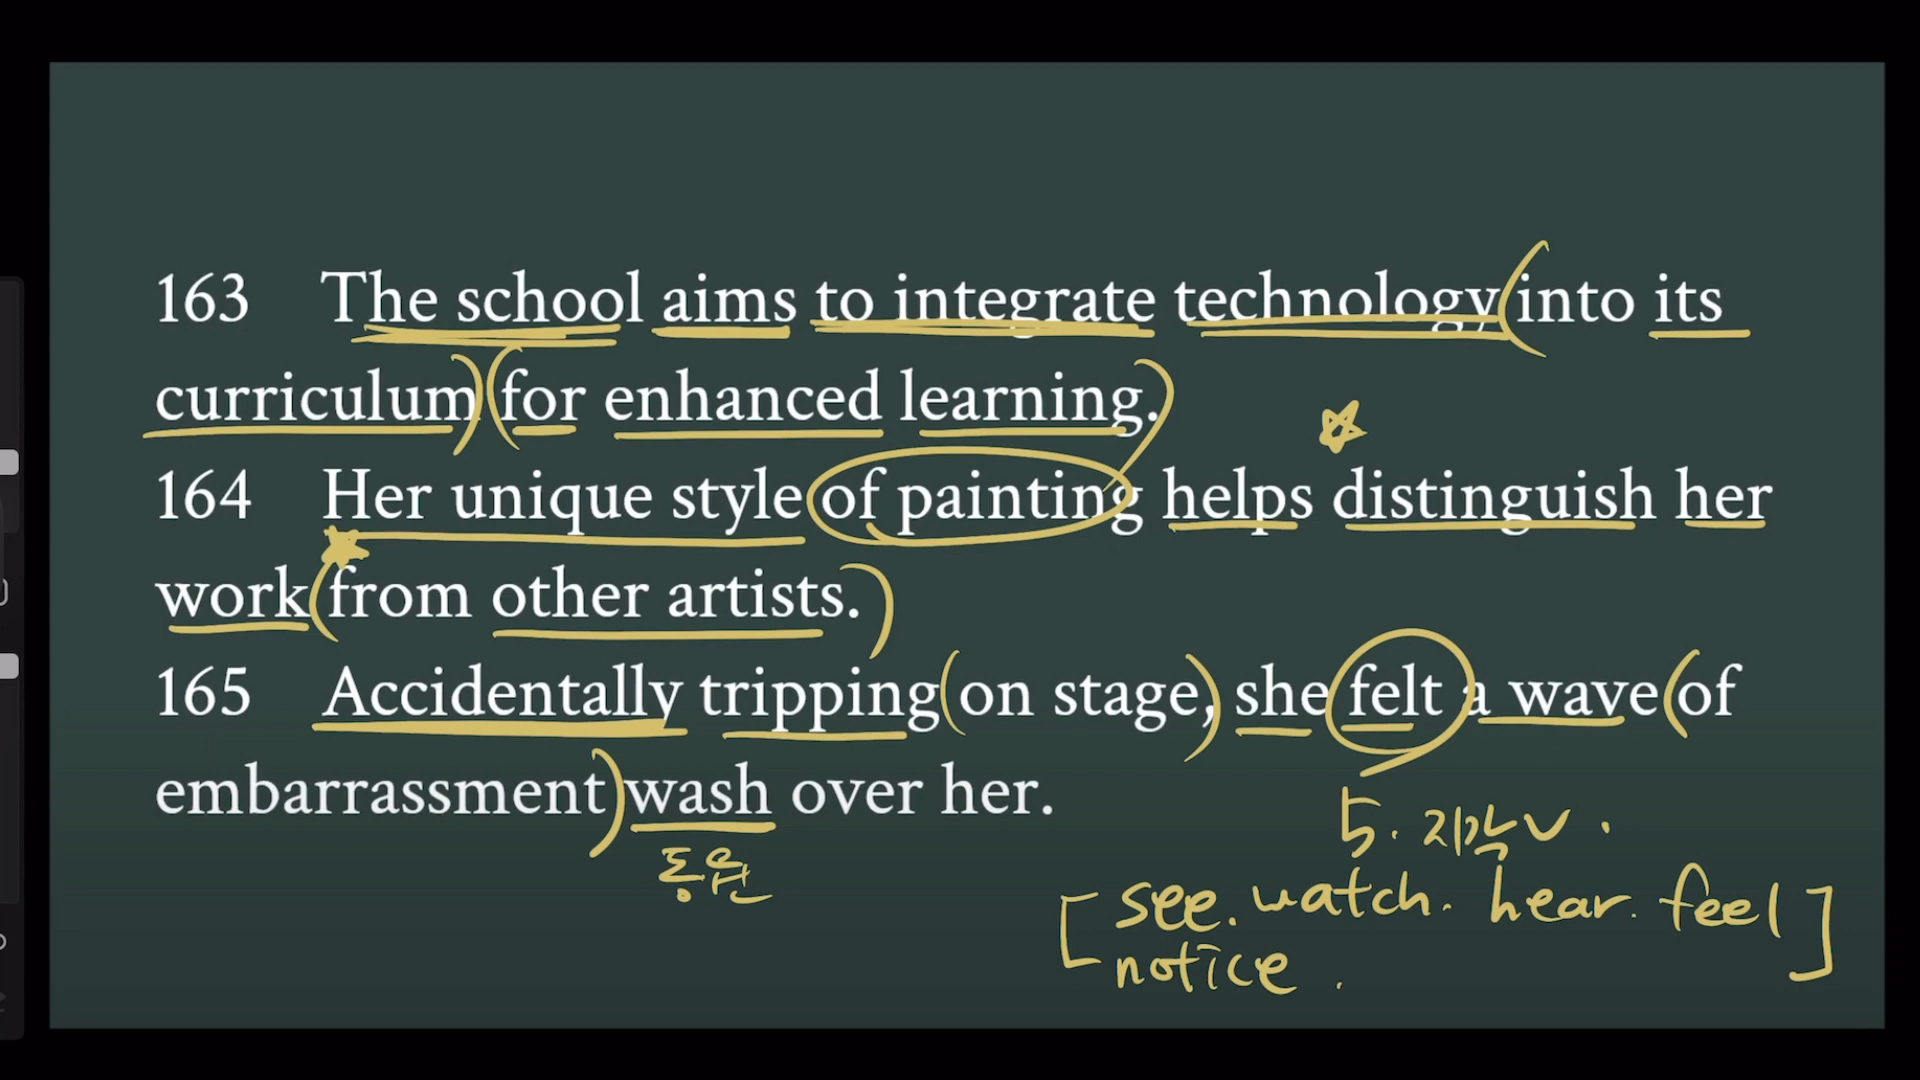 163 The school aims to integrate technology into its
curriculum for enhanced learning.
164 Her unique style of painting helps distinguish her
work from other artists.
165 Accidentally tripping on stage, she felt a wave of
embarrassment wash over her.
동원
5. 지각V.
[see. watch. hear. feel
notice.]